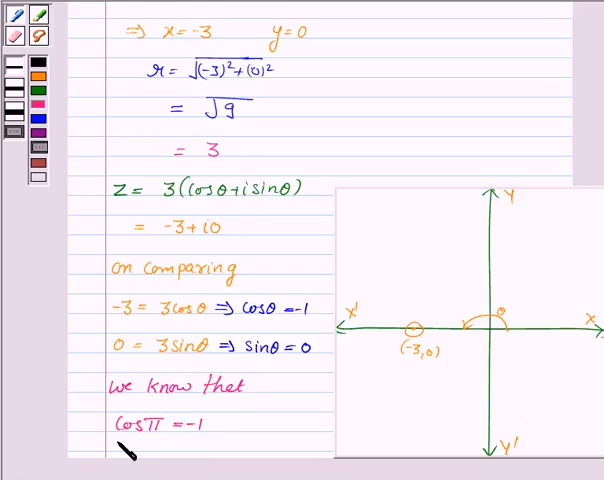 ⇒ x = -3 y = 0
r = √(-3)² + (0)²
= √9
= 3
z = 3(cosθ + i sinθ)
= -3 + i0
on comparing
-3 = 3cosθ ⇒ cosθ = -1
0 = 3sinθ ⇒ sinθ = 0
we know that
cosπ = -1
Y
X' θ X
(-3, 0)
Y'